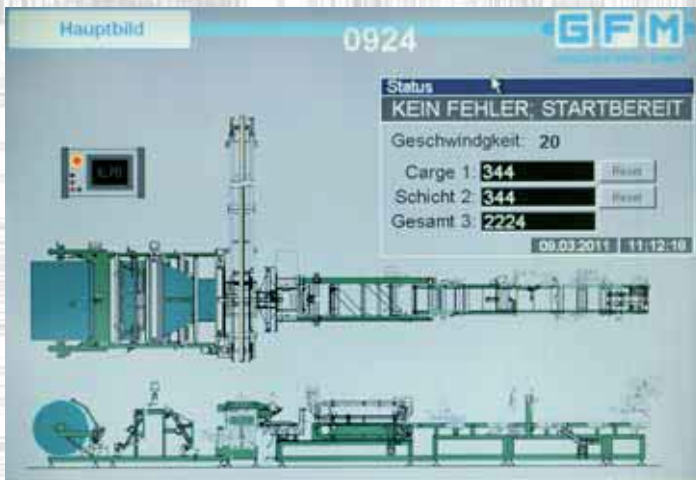 Hauptbild
0924
GFM
Status
KEIN FEHLER; STARTBEREIT
Geschwindgkeit: 20
Carge 1: 344 Reset
Schicht 2: 344 Reset
Gesamt 3: 2224
09.03.2011 11:12:16